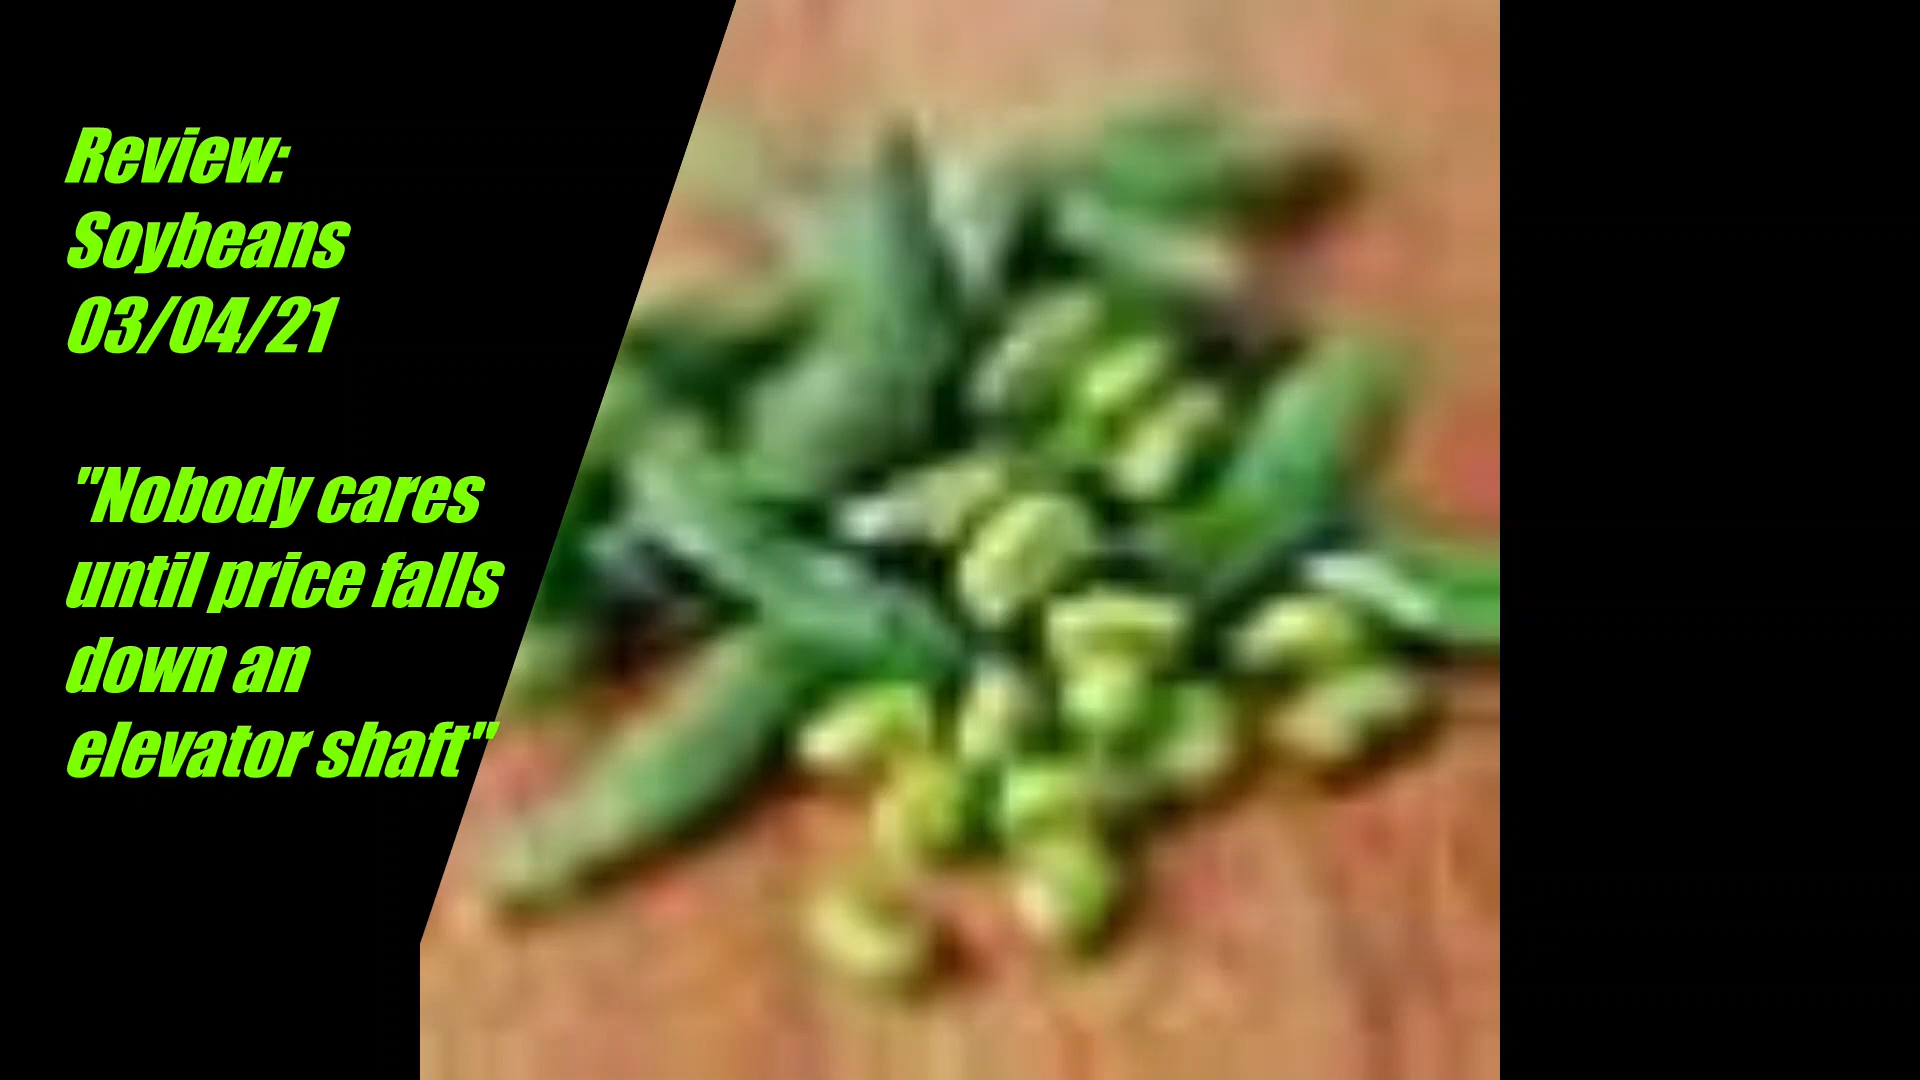 Review:
Soybeans
03/04/21
"Nobody cares
until price falls
down an
elevator shaft"